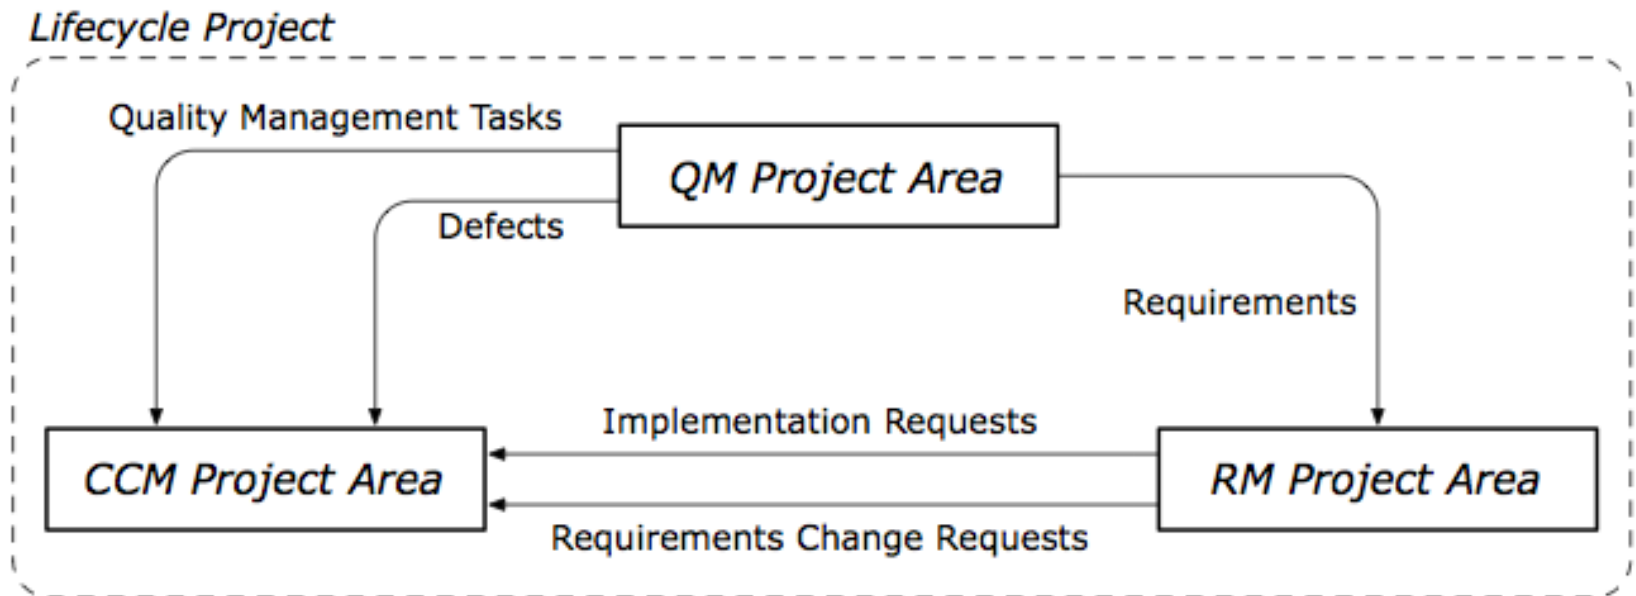 Lifecycle Project
Quality Management Tasks
QM Project Area
Defects
Requirements
Implementation Requests
CCM Project Area
RM Project Area
Requirements Change Requests